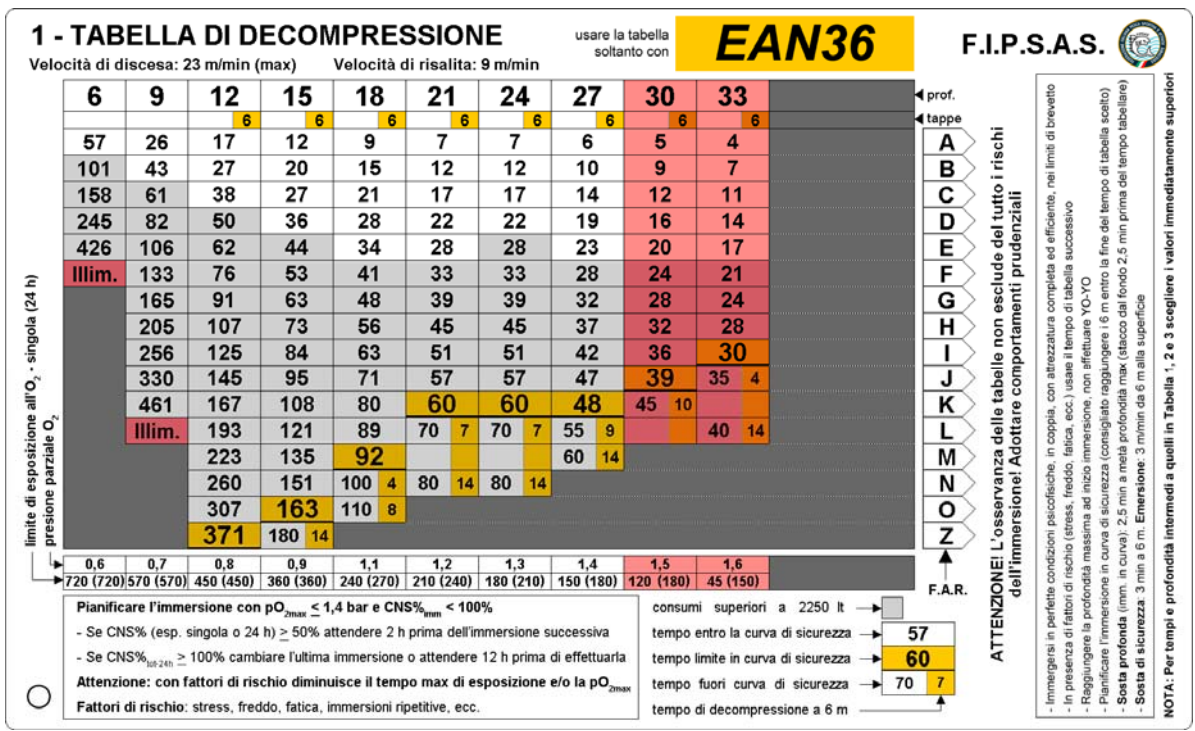 1 - TABELLA DI DECOMPRESSIONE
usare la tabella
soltanto con
EAN36
F.I.P.S.A.S.
Velocità di discesa: 23 m/min (max) Velocità di risalita: 9 m/min
6 9 12 15 18 21 24 27 30 33 prof.
6 6 6 6 6 6 6 6 tappe
57 26 17 12 9 7 7 6 5 4 A
101 43 27 20 15 12 12 10 9 7 B
158 61 38 27 21 17 17 14 12 11 C
245 82 50 36 28 22 22 19 16 14 D
426 106 62 44 34 28 28 23 20 17 E
Illim. 133 76 53 41 33 33 28 24 21 F
165 91 63 48 39 39 32 28 24 G
205 107 73 56 45 45 37 32 28 H
256 125 84 63 51 51 42 36 30 I
330 145 95 71 57 57 47 39 35 4 J
461 167 108 80 60 60 48 45 10 K
Illim. 193 121 89 70 7 70 7 55 9 40 14 L
223 135 92 60 14 M
260 151 100 4 80 14 80 14 N
307 163 110 8 O
371 180 14 Z
0,6 0,7 0,8 0,9 1,1 1,2 1,3 1,4 1,5 1,6
720 (720) 570 (570) 450 (450) 360 (360) 240 (270) 210 (240) 180 (210) 150 (180) 120 (180) 45 (150)
F.A.R.
limite di esposizione all'O2 - singola (24 h)
presione parziale O2
Pianificare l'immersione con pO2max ≤ 1,4 bar e CNS%imm < 100%
- Se CNS% (esp. singola o 24 h) ≥ 50% attendere 2 h prima dell'immersione successiva
- Se CNS%tot-24h ≥ 100% cambiare l'ultima immersione o attendere 12 h prima di effettuarla
Attenzione: con fattori di rischio diminuisce il tempo max di esposizione e/o la pO2max
Fattori di rischio: stress, freddo, fatica, immersioni ripetitive, ecc.
consumi superiori a 2250 lt
tempo entro la curva di sicurezza 57
tempo limite in curva di sicurezza 60
tempo fuori curva di sicurezza 70 7
tempo di decompressione a 6 m
ATTENZIONE! L'osservanza delle tabelle non esclude del tutto i rischi
dell'immersione! Adottare comportamenti prudenziali
- Immergersi in perfette condizioni psicofisiche, in coppia, con attrezzatura completa ed efficiente, nei limiti di brevetto
- In presenza di fattori di rischio (stress, freddo, fatica, ecc.) usare il tempo di tabella successivo
- Raggiungere la profondità massima ad inizio immersione, non effettuare YO-YO
- Pianificare l'immersione in curva di sicurezza (consigliato raggiungere i 6 m entro la fine del tempo di tabella scelto)
- Sosta profonda (imm. in curva): 2,5 min a metà profondità max (stacco dal fondo 2,5 min prima del tempo tabellare)
- Sosta di sicurezza: 3 min a 6 m. Emersione: 3 m/min da 6 m alla superficie
NOTA: Per tempi e profondità intermedi a quelli in Tabella 1, 2 e 3 scegliere i valori immediatamente superiori